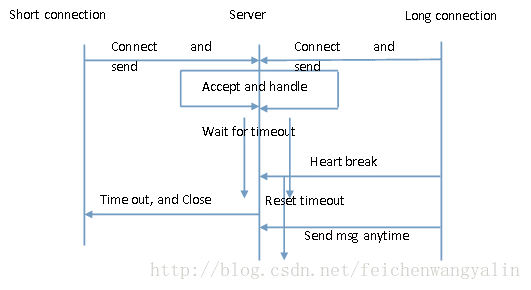 Short connection
Server
Long connection
Connect and
send
Connect and
send
Accept and handle
Wait for timeout
Heart break
Time out, and Close
Reset timeout
Send msg anytime
http://blog.csdn.net/feichenwangyalin